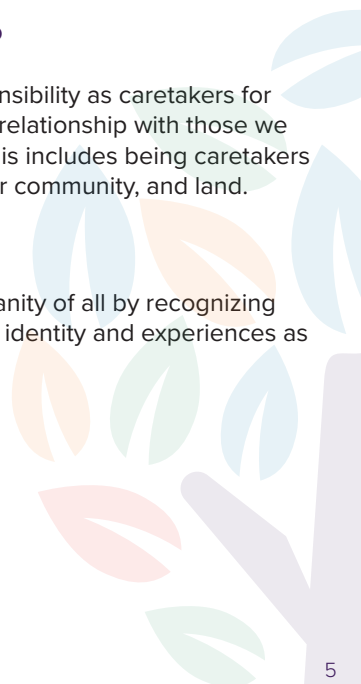 nsibility as caretakers for
relationship with those we
is includes being caretakers
r community, and land.
anity of all by recognizing
identity and experiences as
5